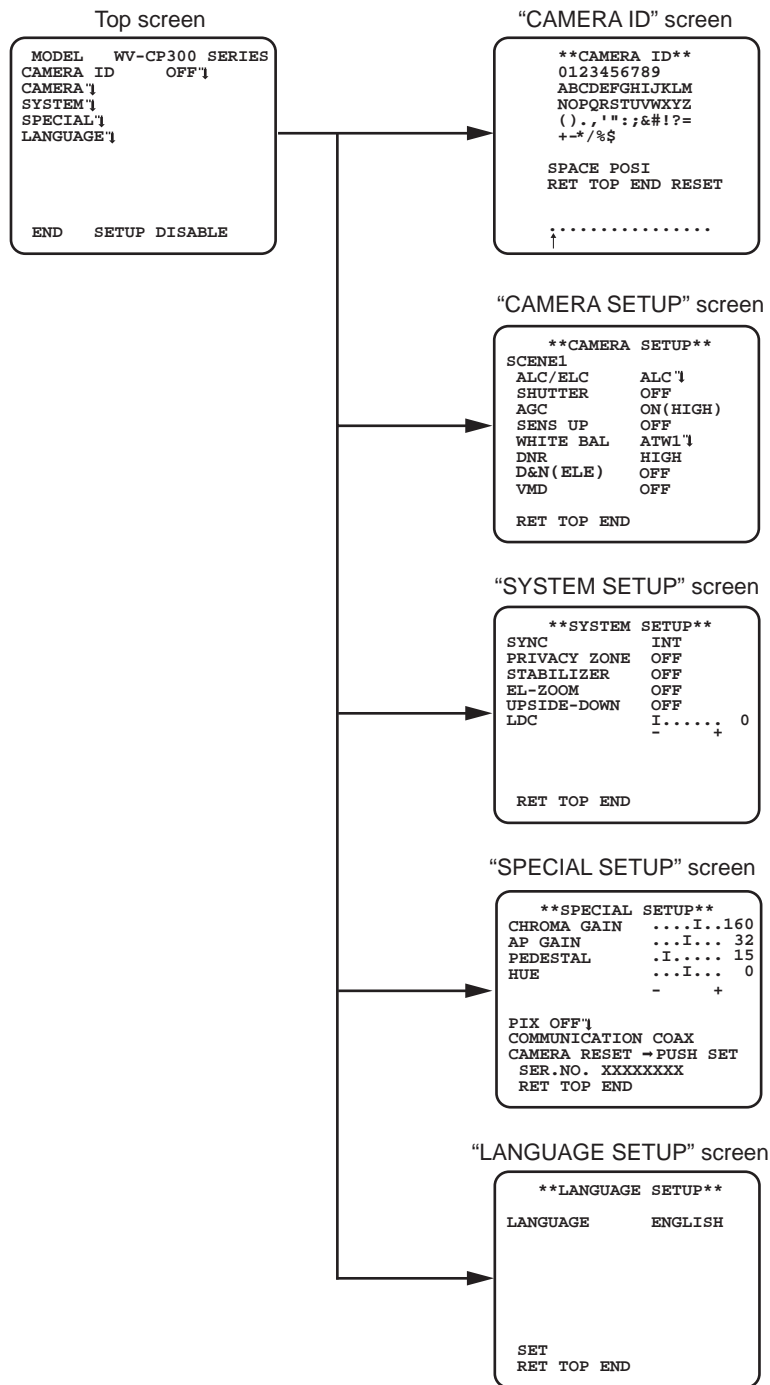 Top screen
MODEL WV-CP300 SERIES
CAMERA ID OFF
CAMERA
SYSTEM
SPECIAL
LANGUAGE
END SETUP DISABLE
“CAMERA ID” screen
**CAMERA ID**
0123456789
ABCDEFGHIJKLM
NOPQRSTUVWXYZ
().,'":;&#!?=
+-*/%$
SPACE POSI
RET TOP END RESET
................
↑
“CAMERA SETUP” screen
**CAMERA SETUP**
SCENE1
ALC/ELC ALC
SHUTTER OFF
AGC ON(HIGH)
SENS UP OFF
WHITE BAL ATW1
DNR HIGH
D&N(ELE) OFF
VMD OFF
RET TOP END
“SYSTEM SETUP” screen
**SYSTEM SETUP**
SYNC INT
PRIVACY ZONE OFF
STABILIZER OFF
EL-ZOOM OFF
UPSIDE-DOWN OFF
LDC I...... 0
- +
RET TOP END
“SPECIAL SETUP” screen
**SPECIAL SETUP**
CHROMA GAIN ....I..160
AP GAIN ...I... 32
PEDESTAL .I..... 15
HUE ...I... 0
- +
PIX OFF
COMMUNICATION COAX
CAMERA RESET →PUSH SET
SER.NO. XXXXXXXX
RET TOP END
“LANGUAGE SETUP” screen
**LANGUAGE SETUP**
LANGUAGE ENGLISH
SET
RET TOP END